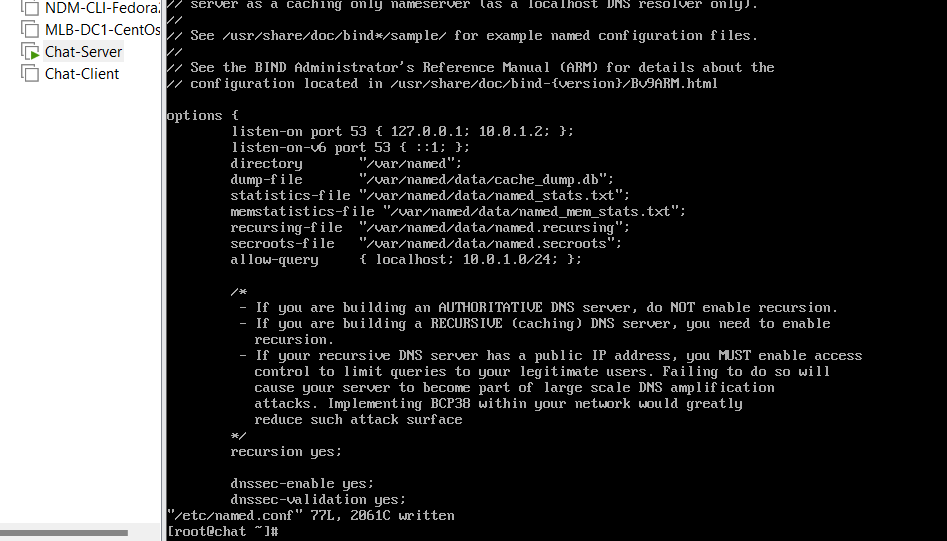 NDM-CLI-Fedora
MLB-DC1-CentOs
Chat-Server
Chat-Client
// server as a caching only nameserver (as a localhost DNS resolver only).
//
// See /usr/share/doc/bind*/sample/ for example named configuration files.
//
// See the BIND Administrator's Reference Manual (ARM) for details about the
// configuration located in /usr/share/doc/bind-{version}/Bv9ARM.html
options {
listen-on port 53 { 127.0.0.1; 10.0.1.2; };
listen-on-v6 port 53 { ::1; };
directory "/var/named";
dump-file "/var/named/data/cache_dump.db";
statistics-file "/var/named/data/named_stats.txt";
memstatistics-file "/var/named/data/named_mem_stats.txt";
recursing-file "/var/named/data/named.recursing";
secroots-file "/var/named/data/named.secroots";
allow-query { localhost; 10.0.1.0/24; };
/*
- If you are building an AUTHORITATIVE DNS server, do NOT enable recursion.
- If you are building a RECURSIVE (caching) DNS server, you need to enable
recursion.
- If your recursive DNS server has a public IP address, you MUST enable access
control to limit queries to your legitimate users. Failing to do so will
cause your server to become part of large scale DNS amplification
attacks. Implementing BCP38 within your network would greatly
reduce such attack surface
*/
recursion yes;
dnssec-enable yes;
dnssec-validation yes;
"/etc/named.conf" 77L, 2061C written
[root@chat ~]#